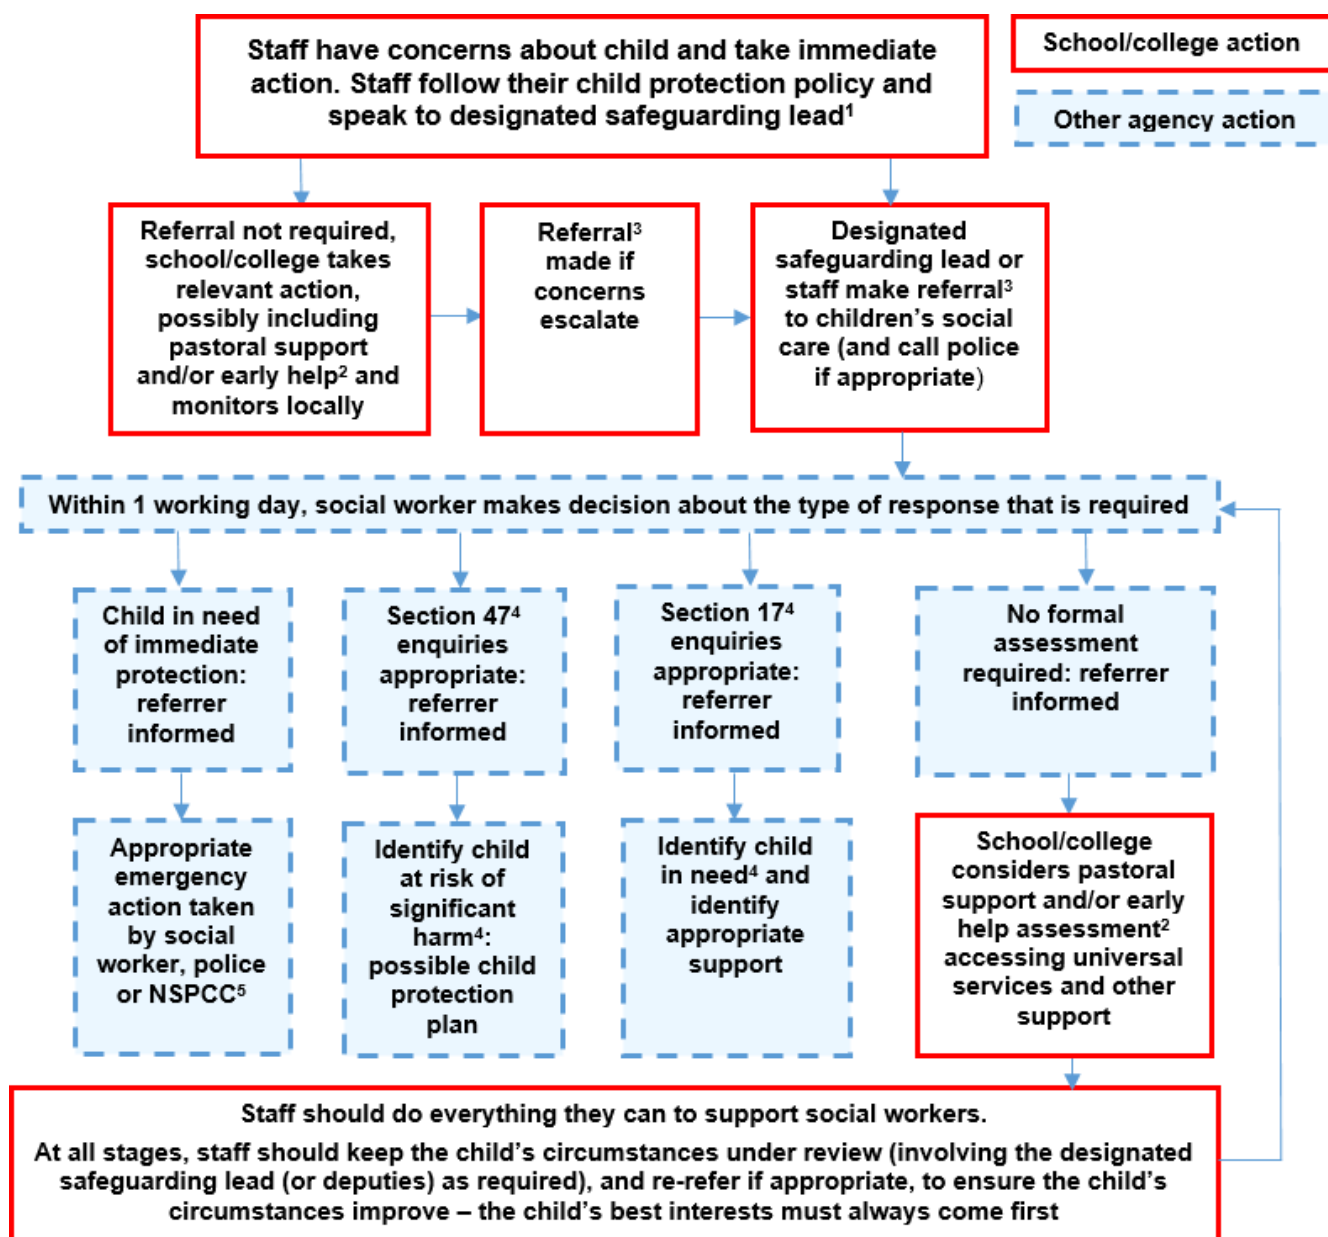 Staff have concerns about child and take immediate
action. Staff follow their child protection policy and
speak to designated safeguarding lead¹
School/college action
Other agency action
Referral not required,
school/college takes
relevant action,
possibly including
pastoral support
and/or early help² and
monitors locally
Referral³
made if
concerns
escalate
Designated
safeguarding lead or
staff make referral³
to children’s social
care (and call police
if appropriate)
Within 1 working day, social worker makes decision about the type of response that is required
Child in need
of immediate
protection:
referrer
informed
Section 47⁴
enquiries
appropriate:
referrer
informed
Section 17⁴
enquiries
appropriate:
referrer
informed
No formal
assessment
required: referrer
informed
Appropriate
emergency
action taken
by social
worker, police
or NSPCC⁵
Identify child
at risk of
significant
harm⁴:
possible child
protection
plan
Identify child
in need⁴ and
identify
appropriate
support
School/college
considers pastoral
support and/or early
help assessment²
accessing universal
services and other
support
Staff should do everything they can to support social workers.
At all stages, staff should keep the child’s circumstances under review (involving the designated
safeguarding lead (or deputies) as required), and re-refer if appropriate, to ensure the child’s
circumstances improve – the child’s best interests must always come first